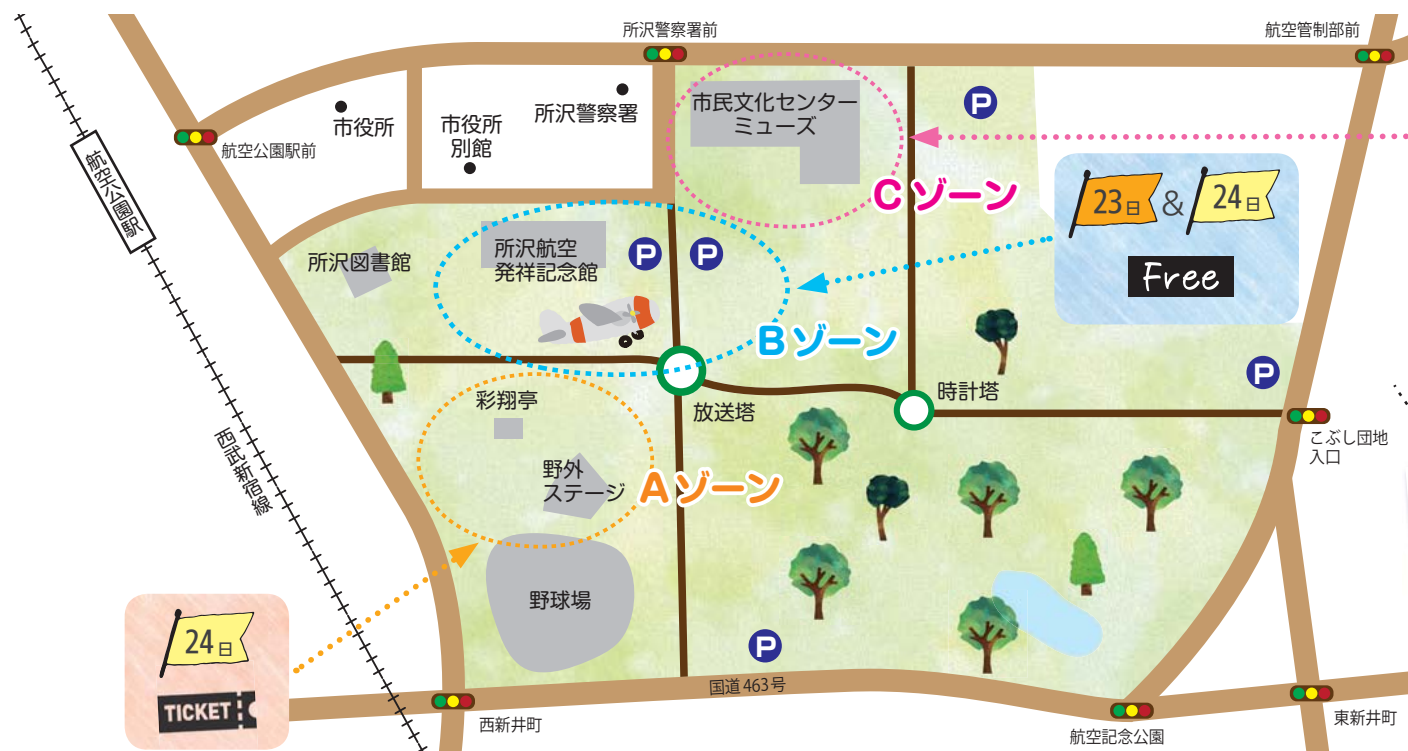 所沢警察署前
航空管制部前
市民文化センター
ミューズ
P
所沢警察署
市役所
市役所
別館
航空公園駅前
航空公園駅
Cゾーン
23日 & 24日
Free
所沢航空
発祥記念館
P
P
所沢図書館
Bゾーン
P
彩翔亭
放送塔
時計塔
こぶし団地
入口
西武新宿線
野外
ステージ
Aゾーン
野球場
24日
TICKET
P
国道463号
西新井町
航空記念公園
東新井町